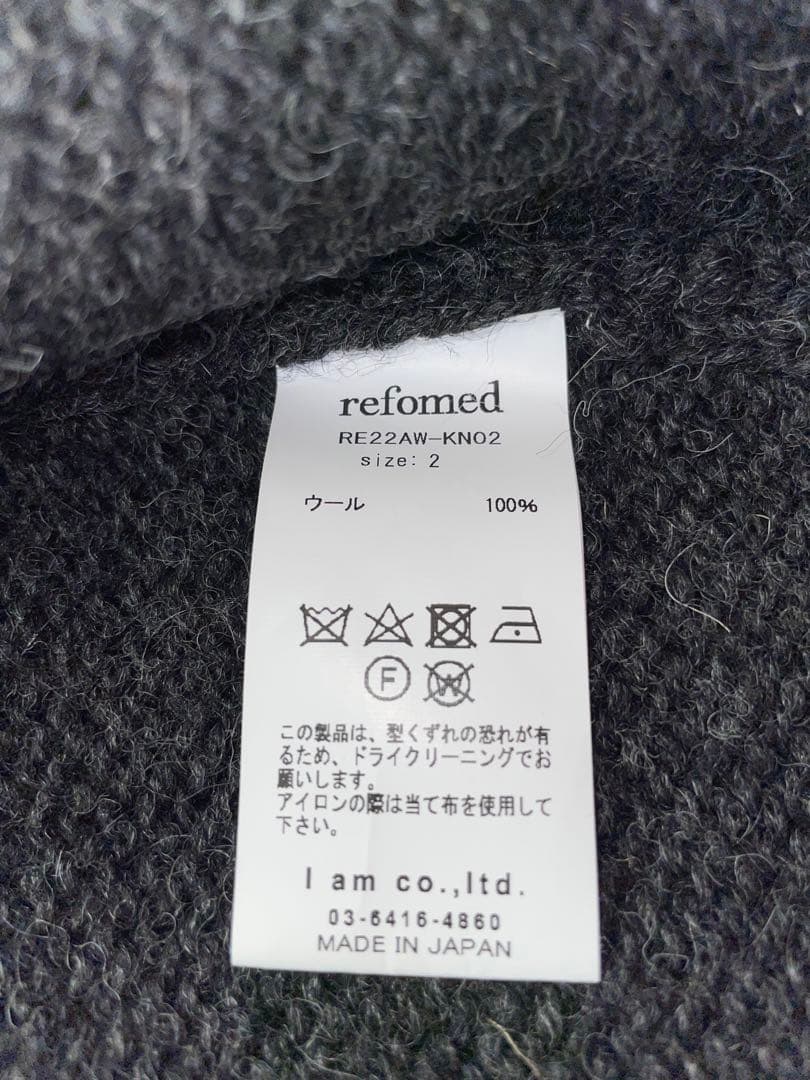 refomed
RE22AW-KN02
size: 2
ウール 100%
F W
この製品は、型くずれの恐れが有
るため、ドライクリーニングでお
願いします。
アイロンの際は当て布を使用して
下さい。
I am co.,ltd.
03-6416-4860
MADE IN JAPAN